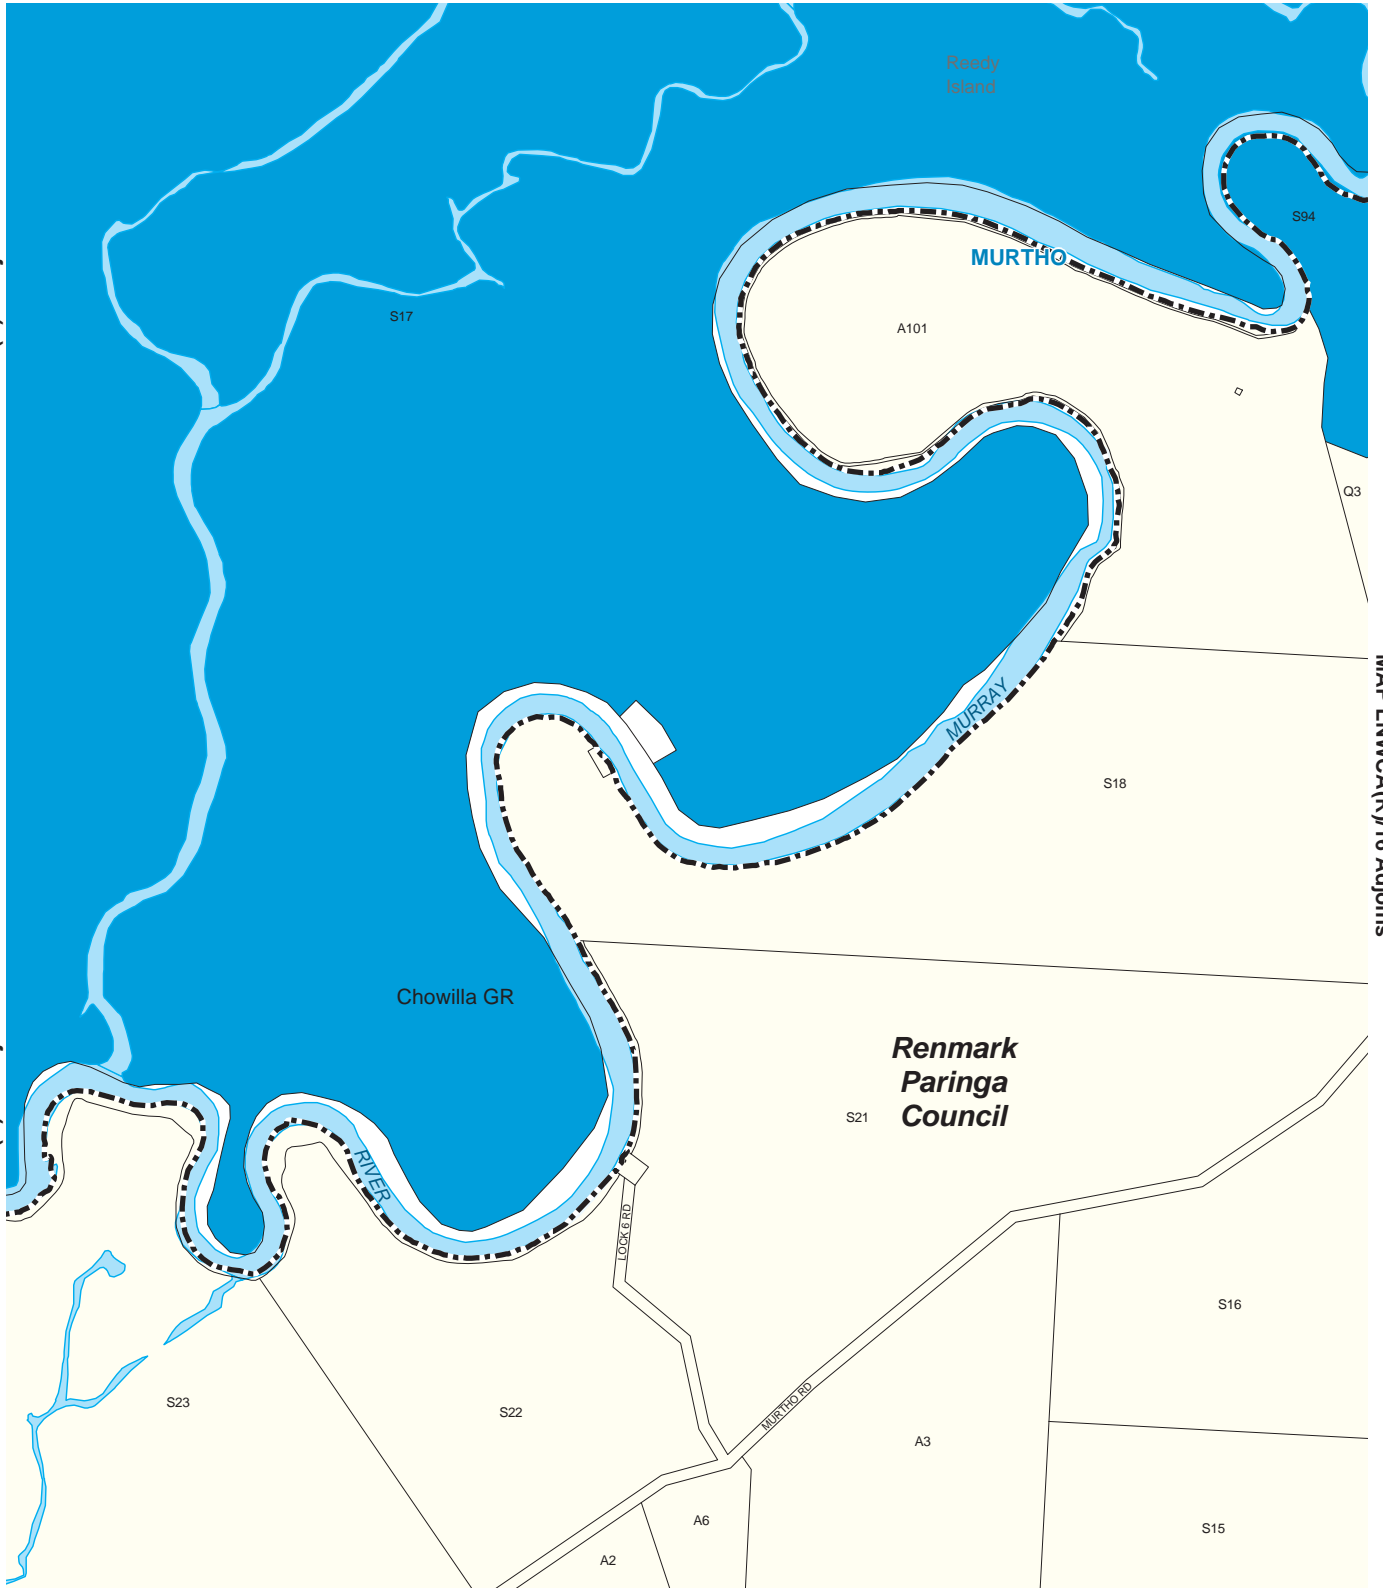 Reedy
Island
S94
MURTHO
S17
A101
Q3
MURRAY
S18
Chowilla GR
Renmark
Paringa
Council
S21
RIVER
LOCK 6 RD
S16
MURTHO RD
S23
S22
A3
A6
S15
A2